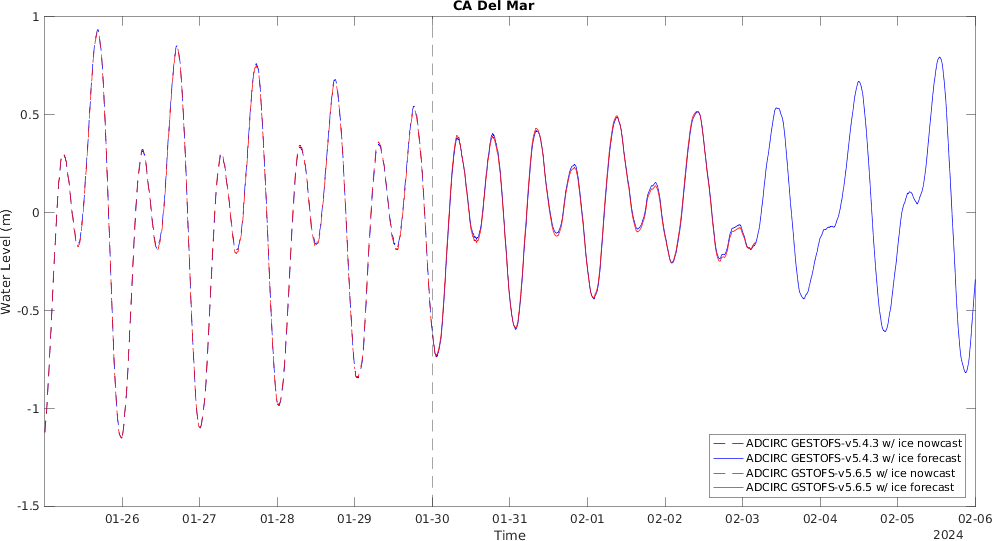 CA Del Mar
1
0.5
0
-0.5
-1
-1.5
Water Level (m)
01-26 01-27 01-28 01-29 01-30 01-31 02-01 02-02 02-03 02-04 02-05 02-06
Time
2024
ADCIRC GESTOFS-v5.4.3 w/ ice nowcast
ADCIRC GESTOFS-v5.4.3 w/ ice forecast
ADCIRC GSTOFS-v5.6.5 w/ ice nowcast
ADCIRC GSTOFS-v5.6.5 w/ ice forecast